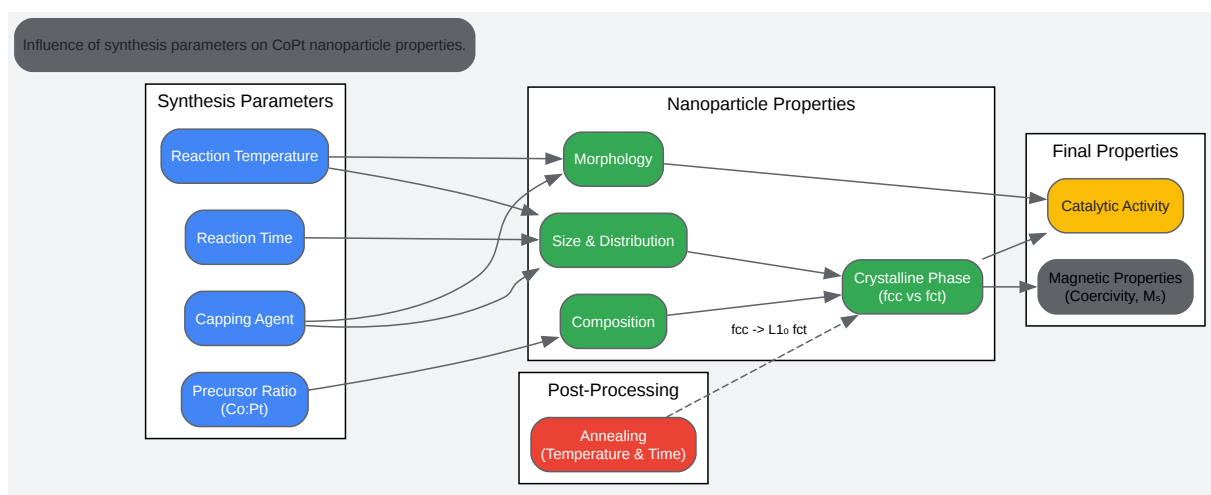 Influence of synthesis parameters on CoPt nanoparticle properties.
Synthesis Parameters
Reaction Temperature
Reaction Time
Capping Agent
Precursor Ratio
(Co:Pt)
Nanoparticle Properties
Morphology
Size & Distribution
Composition
Crystalline Phase
(fcc vs fct)
fcc -> L1₀ fct
Post-Processing
Annealing
(Temperature & Time)
Final Properties
Catalytic Activity
Magnetic Properties
(Coercivity, Mₛ)